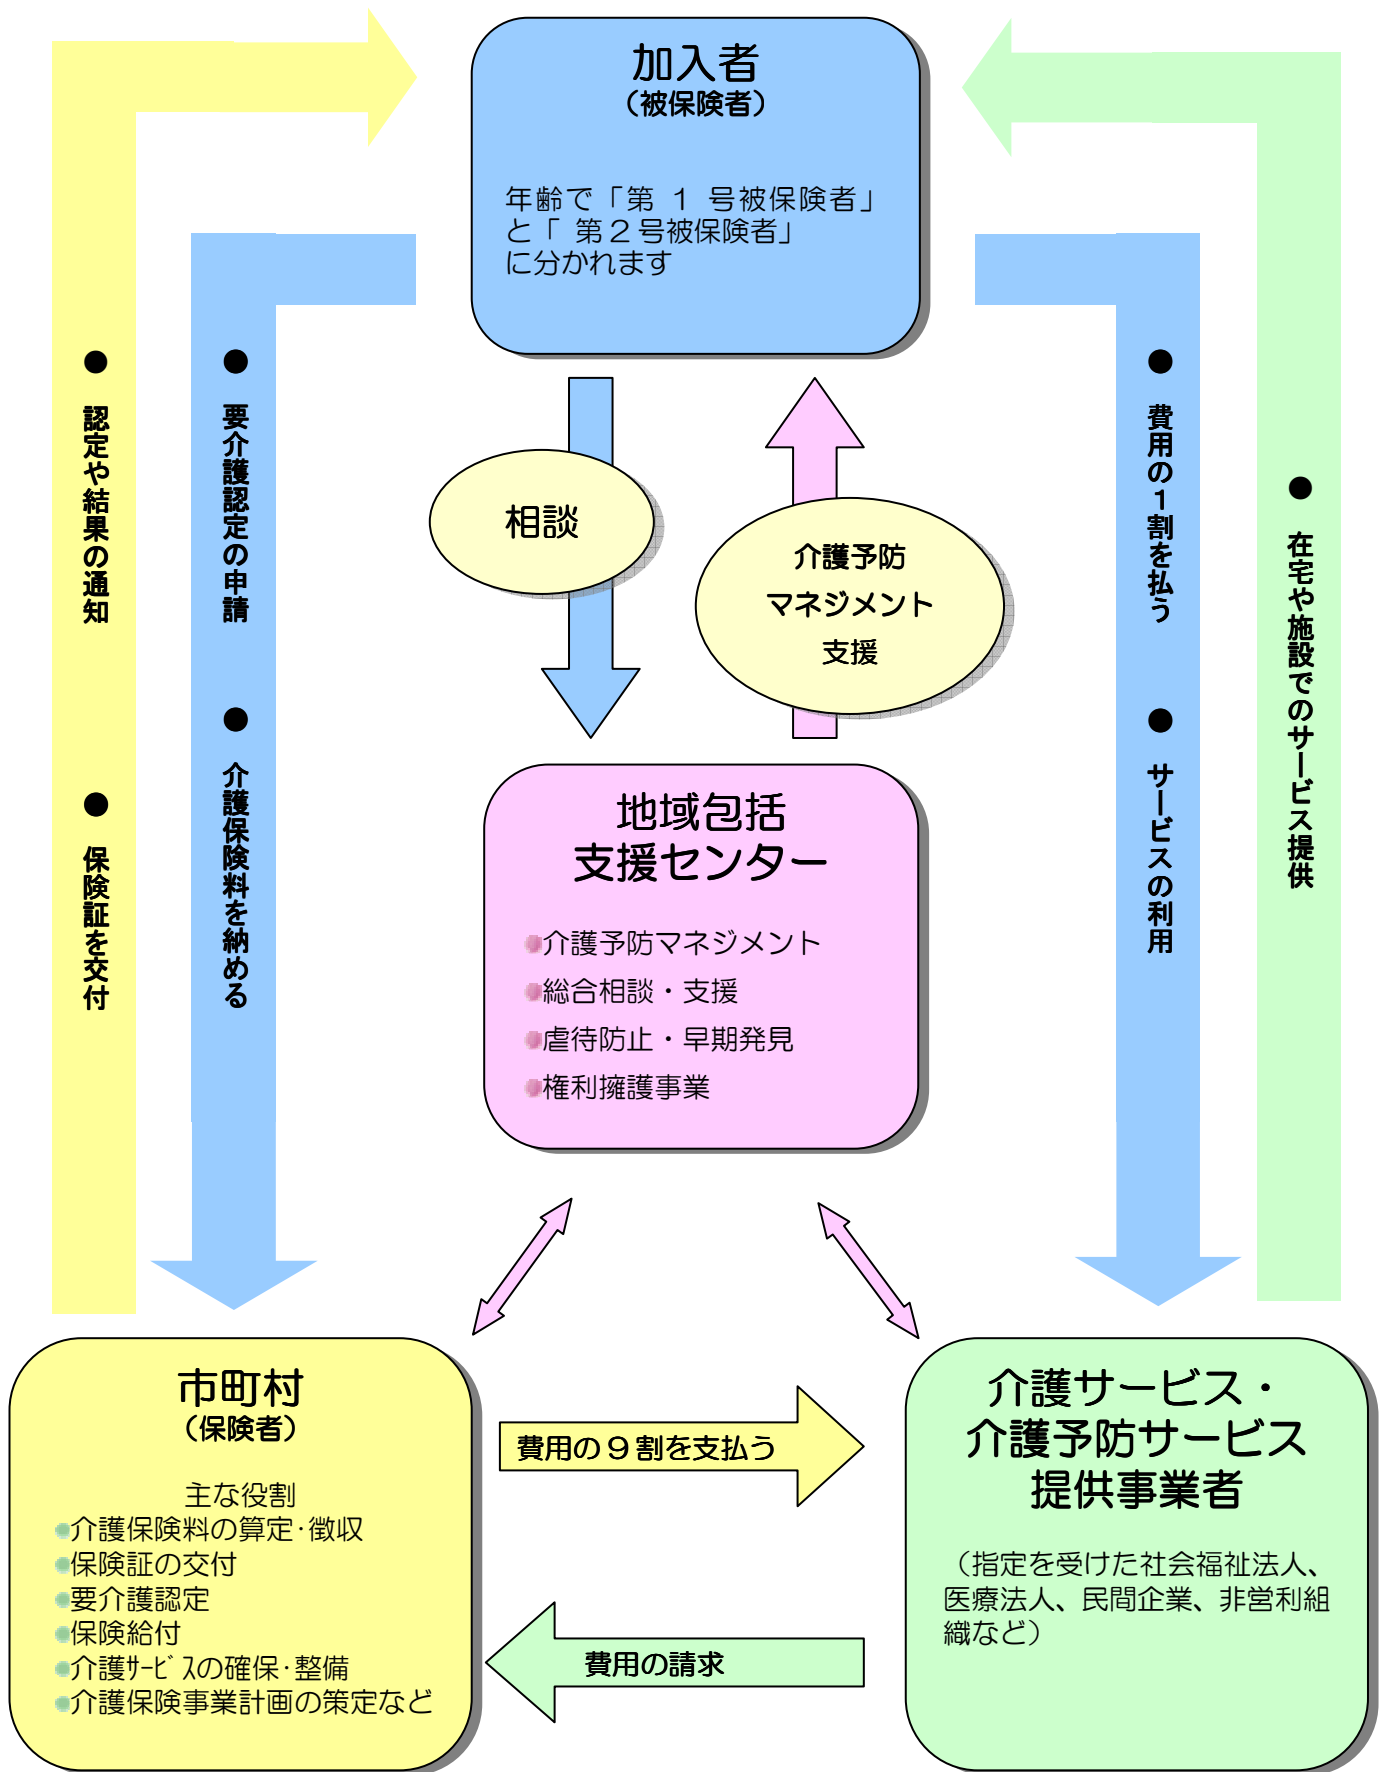 加入者
（被保険者）
年齢で「第 1 号被保険者」
と「 第２号被保険者」
に分かれます
● 認定や結果の通知 ● 保険証を交付
● 要介護認定の申請 ● 介護保険料を納める
相談
介護予防
マネジメント
支援
● 費用の１割を払う ● サービスの利用
● 在宅や施設でのサービス提供
地域包括
支援センター
●介護予防マネジメント
●総合相談・支援
●虐待防止・早期発見
●権利擁護事業
市町村
（保険者）
主な役割
●介護保険料の算定･徴収
●保険証の交付
●要介護認定
●保険給付
●介護ｻｰﾋﾞｽの確保･整備
●介護保険事業計画の策定など
費用の９割を支払う
費用の請求
介護サービス・
介護予防サービス
提供事業者
（指定を受けた社会福祉法人、
医療法人、民間企業、非営利組
織など）